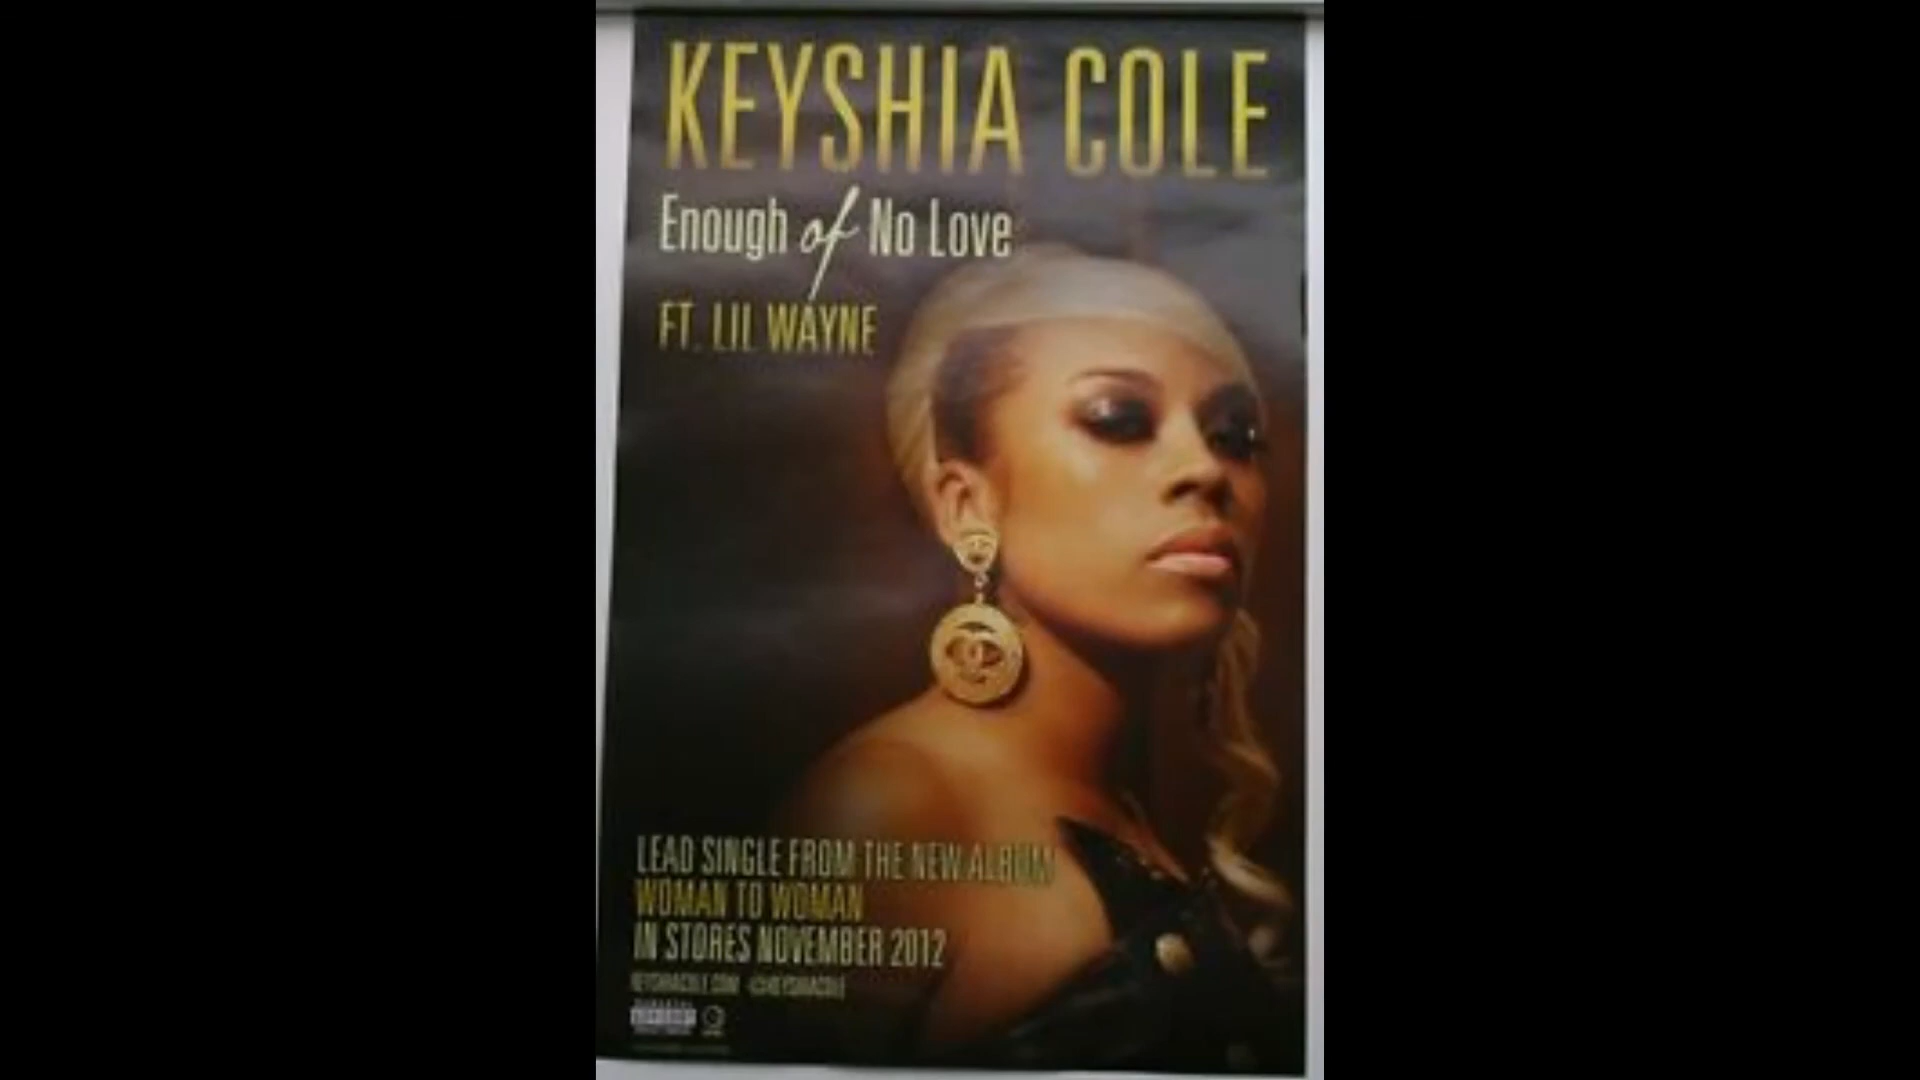 KEYSHIA COLE
Enough of No Love
FT. LIL WAYNE
LEAD SINGLE FROM THE NEW ALBUM
WOMAN TO WOMAN
IN STORES NOVEMBER 2012
KEYSHIACOLE.COM @KEYSHIACOLE